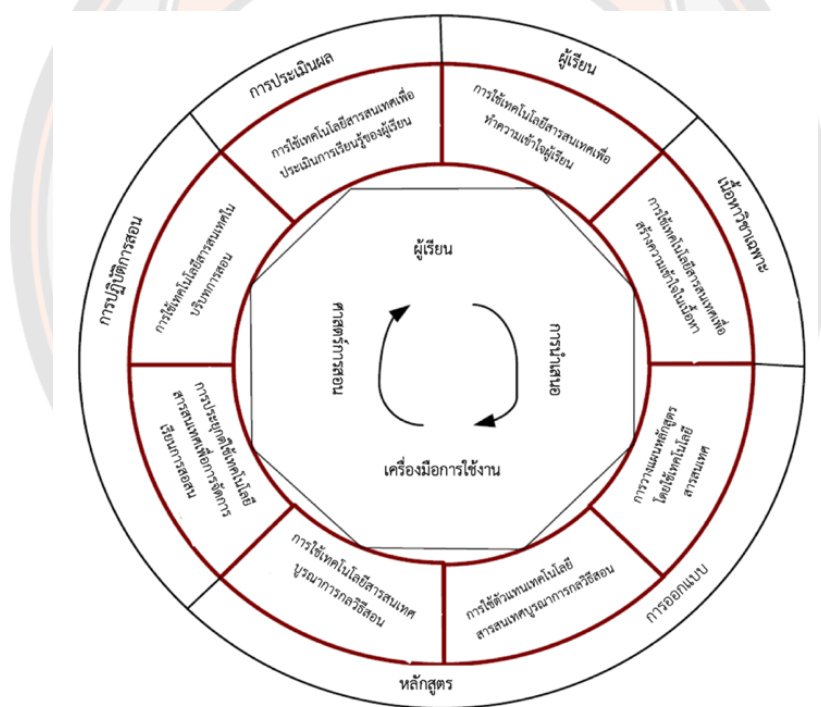 การประเมินผล
ผู้เรียน
เนื้อหาวิชาเฉพาะ
การออกแบบ
หลักสูตร
การปฏิบัติการสอน
การใช้เทคโนโลยีสารสนเทศเพื่อ
ประเมินการเรียนรู้ของผู้เรียน
การใช้เทคโนโลยีสารสนเทศเพื่อ
ทำความเข้าใจผู้เรียน
การใช้เทคโนโลยีสารสนเทศเพื่อ
สร้างความเข้าใจในเนื้อหา
การวางแผนหลักสูตร
โดยใช้เทคโนโลยี
สารสนเทศ
การใช้ตัวแทนเทคโนโลยี
สารสนเทศบูรณาการกลวิธีสอน
การใช้เทคโนโลยีสารสนเทศ
บูรณาการกลวิธีสอน
การประยุกต์ใช้เทคโนโลยี
สารสนเทศเพื่อการจัดการ
เรียนการสอสน
การใช้เทคโนโลยีสารสนเทศใน
บริบทการสอน
ผู้เรียน
การนำเสนอ
เครื่องมือการใช้งาน
ศาสตร์การสอน